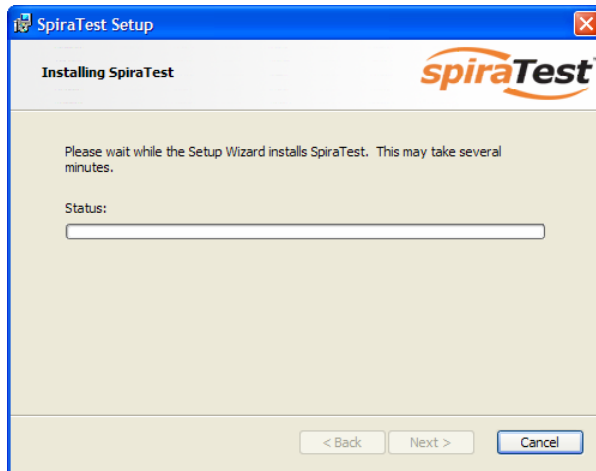 SpiraTest Setup
Installing SpiraTest
spiraTest
Please wait while the Setup Wizard installs SpiraTest. This may take several
minutes.
Status:
< Back
Next >
Cancel